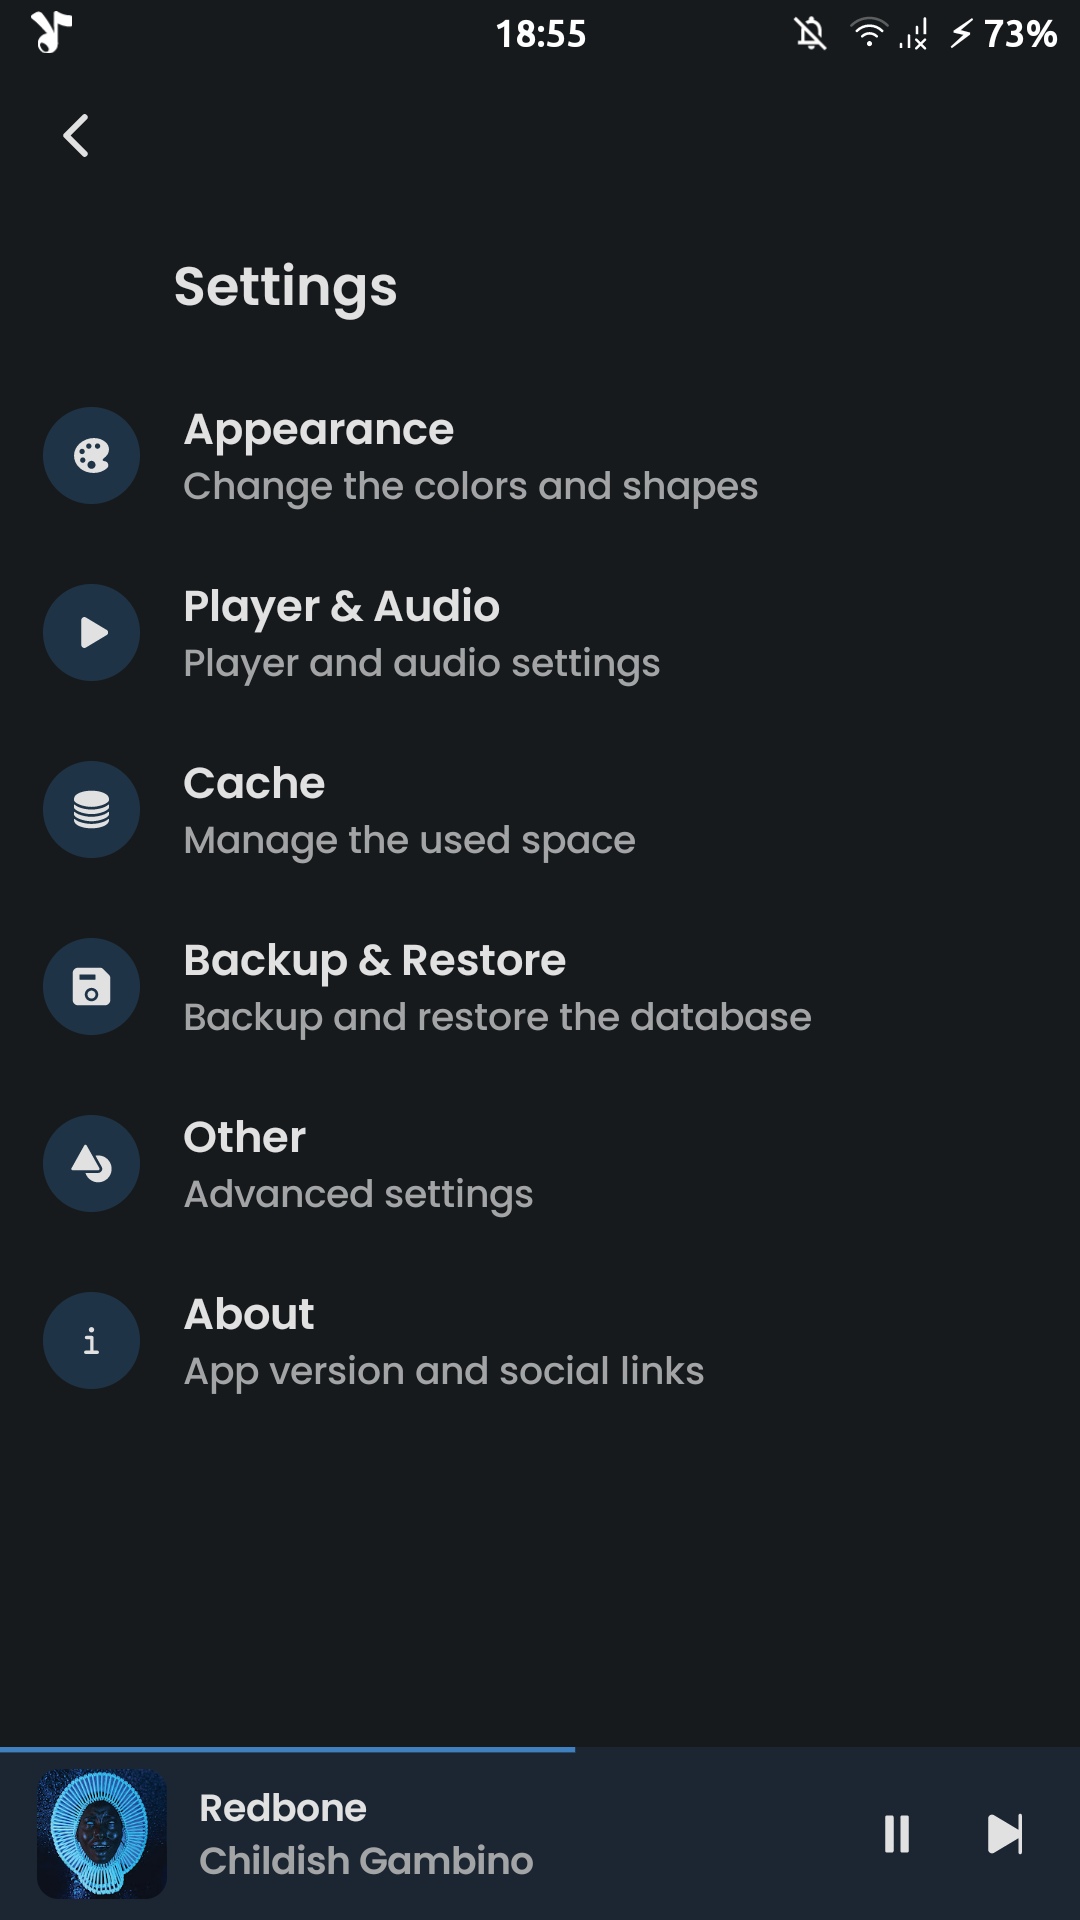 18:55
73%
Settings
Appearance
Change the colors and shapes
Player & Audio
Player and audio settings
Cache
Manage the used space
Backup & Restore
Backup and restore the database
Other
Advanced settings
About
App version and social links
Redbone
Childish Gambino